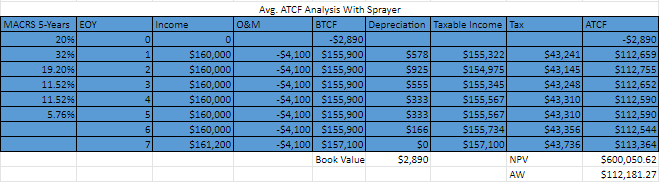 Avg. ATCF Analysis With Sprayer
MACRS 5-Years EOY Income O&M BTCF Depreciation Taxable Income Tax ATCF
20% 0 0 -$2,890 -$2,890
32% 1 $160,000 -$4,100 $155,900 $578 $155,322 $43,241 $112,659
19.20% 2 $160,000 -$4,100 $155,900 $925 $154,975 $43,145 $112,755
11.52% 3 $160,000 -$4,100 $155,900 $555 $155,345 $43,248 $112,652
11.52% 4 $160,000 -$4,100 $155,900 $333 $155,567 $43,310 $112,590
5.76% 5 $160,000 -$4,100 $155,900 $333 $155,567 $43,310 $112,590
6 $160,000 -$4,100 $155,900 $166 $155,734 $43,356 $112,544
7 $161,200 -$4,100 $157,100 $0 $157,100 $43,736 $113,364
Book Value $2,890 NPV $600,050.62
AW $112,181.27